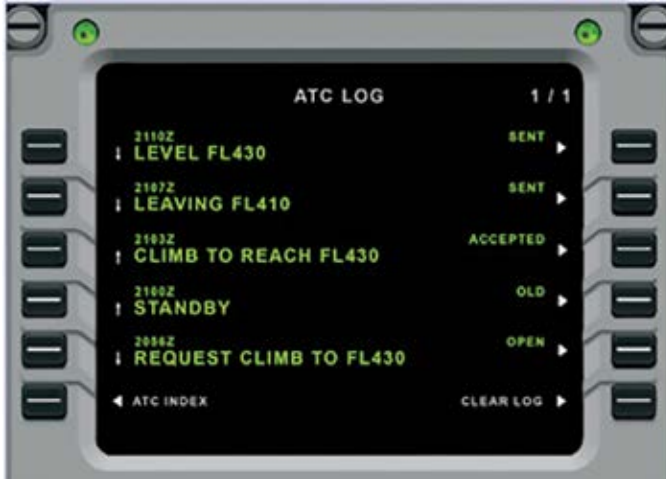 ATC LOG 1 / 1
2110Z SENT
↓ LEVEL FL430
2107Z SENT
↓ LEAVING FL410
2103Z ACCEPTED
↑ CLIMB TO REACH FL430
2100Z OLD
↑ STANDBY
2056Z OPEN
↓ REQUEST CLIMB TO FL430
ATC INDEX CLEAR LOG